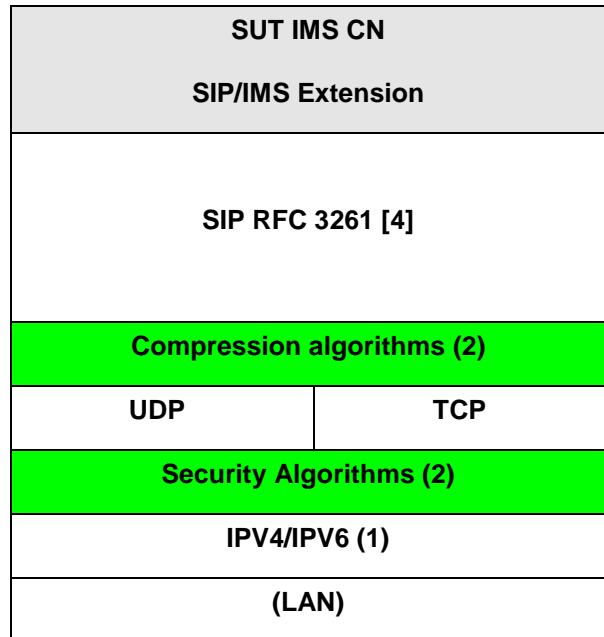 SUT IMS CN
SIP/IMS Extension
SIP RFC 3261 [4]
Compression algorithms (2)
UDP TCP
Security Algorithms (2)
IPV4/IPV6 (1)
(LAN)